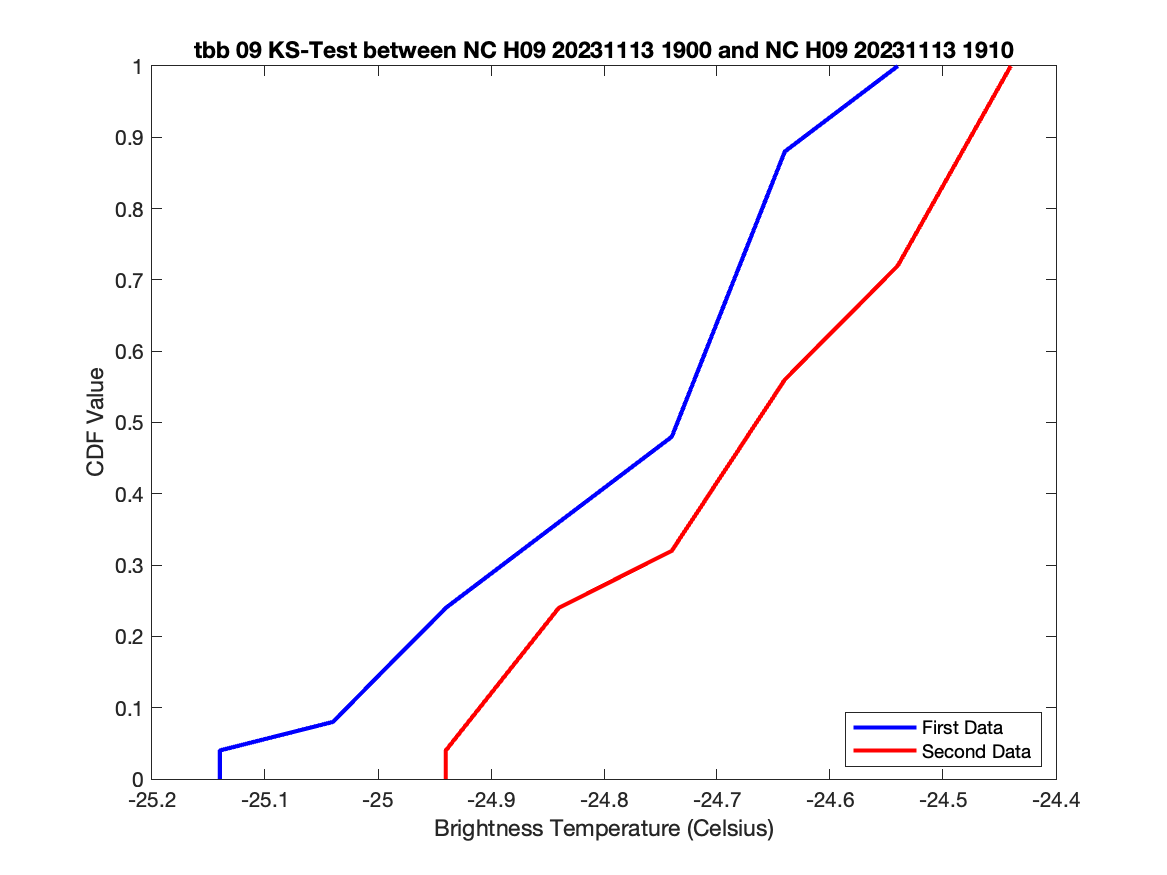 tbb 09 KS-Test between NC H09 20231113 1900 and NC H09 20231113 1910
1
0.9
0.8
0.7
0.6
0.5
0.4
0.3
0.2
0.1
0
CDF Value
First Data
Second Data
-25.2 -25.1 -25 -24.9 -24.8 -24.7 -24.6 -24.5 -24.4
Brightness Temperature (Celsius)